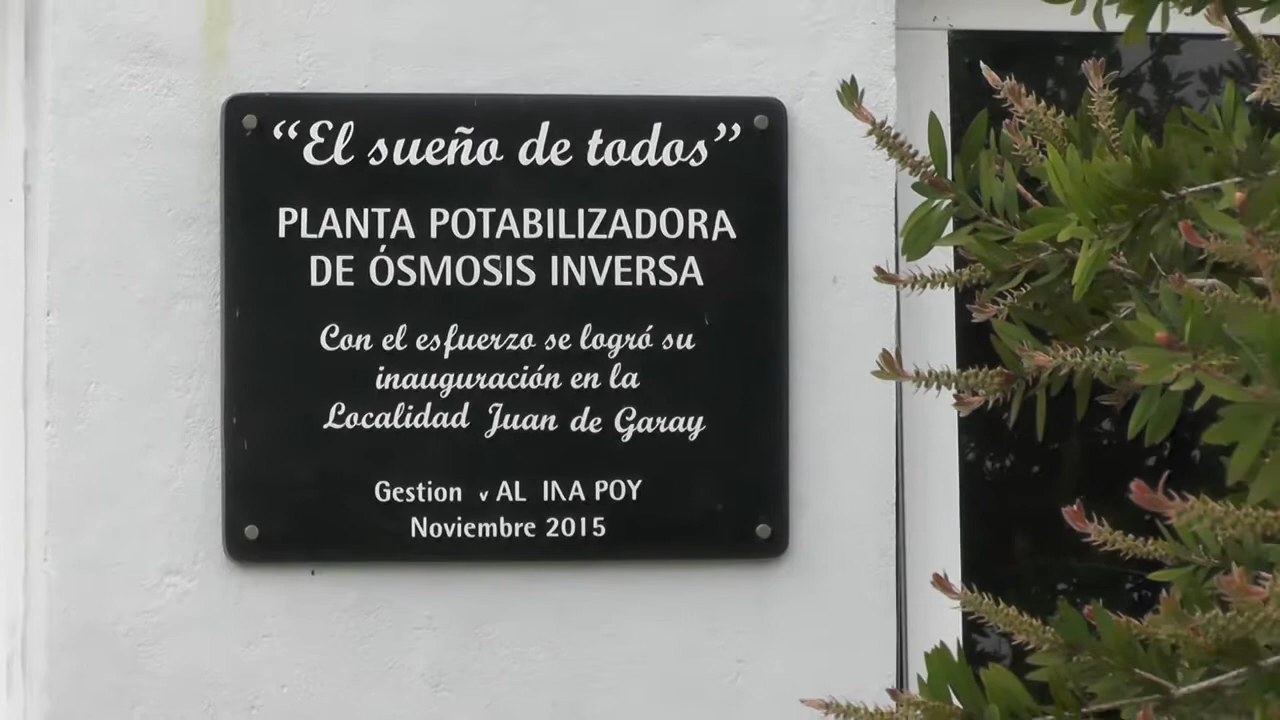 “El sueño de todos”
PLANTA POTABILIZADORA
DE ÓSMOSIS INVERSA
Con el esfuerzo se logró su
inauguración en la
Localidad Juan de Garay
Gestion POY
Noviembre 2015